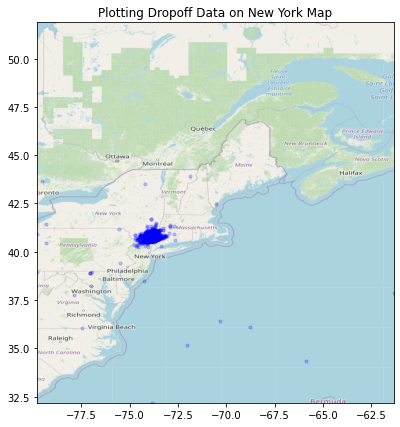 Plotting Dropoff Data on New York Map
50.0
47.5
45.0
42.5
40.0
37.5
35.0
32.5
Québec
New Brunswick
Prince Edward
Island
Nova Scotia
Halifax
Ottawa
Montréal
Maine
Vermont
New York
Massachusetts
Pennsylvania
New York
Philadelphia
Baltimore
Washington
Virginia
Richmond
Virginia Beach
Raleigh
North Carolina
Bermuda
−77.5
−75.0
−72.5
−70.0
−67.5
−65.0
−62.5